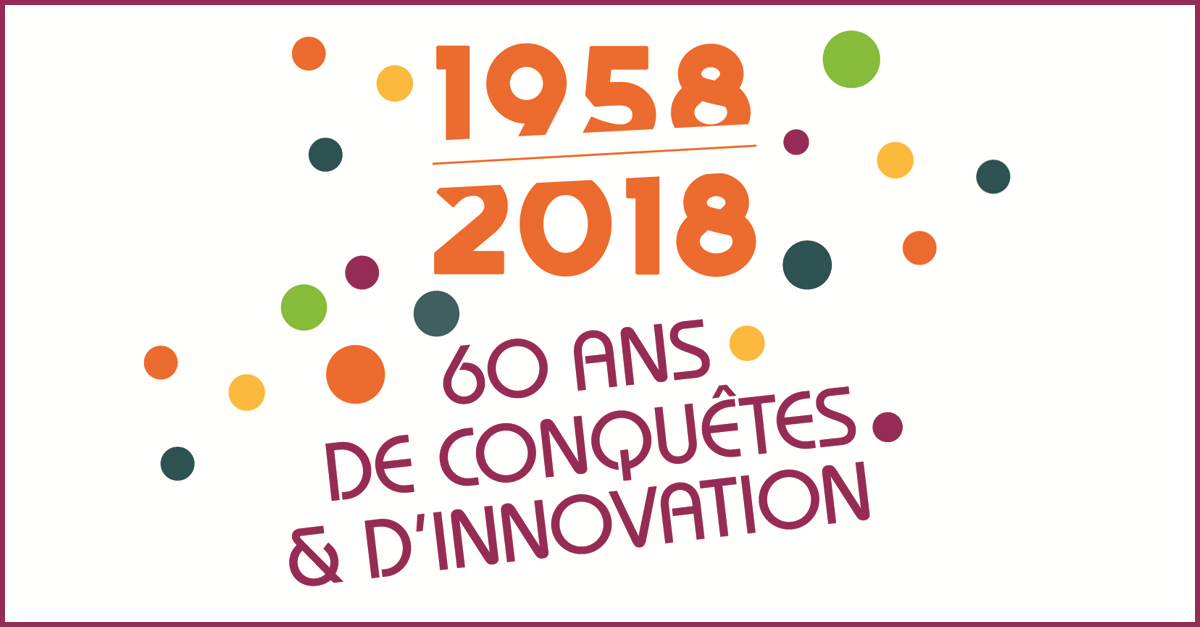 1958
2018
60 ANS
DE CONQUÊTES
& D'INNOVATION